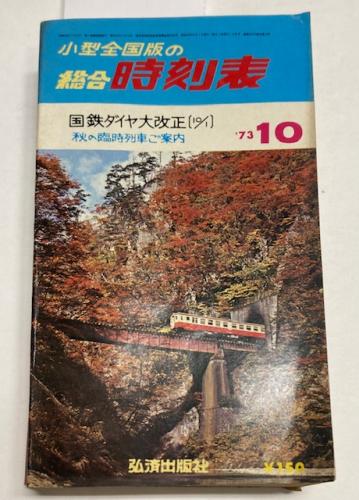 小型全国版の
総合時刻表
国鉄ダイヤ大改正〔10/1〕
秋の臨時列車ご案内
'73 10
弘済出版社
¥150